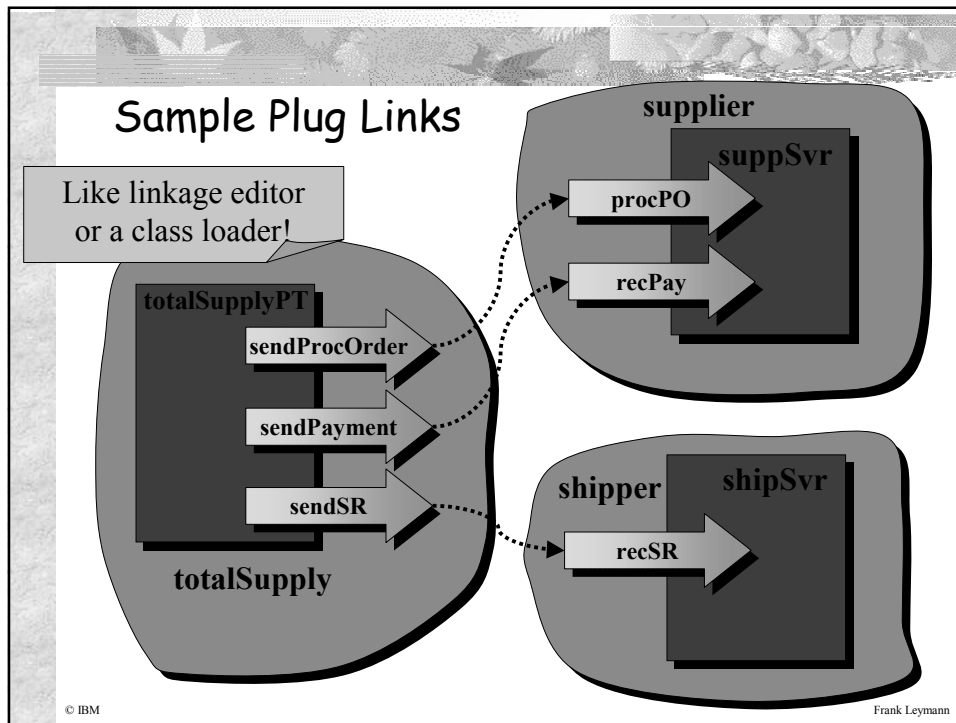 Sample Plug Links
Like linkage editor
or a class loader!
totalSupplyPT
sendProcOrder
sendPayment
sendSR
totalSupply
supplier
suppSvr
procPO
recPay
shipper
shipSvr
recSR
© IBM
Frank Leymann